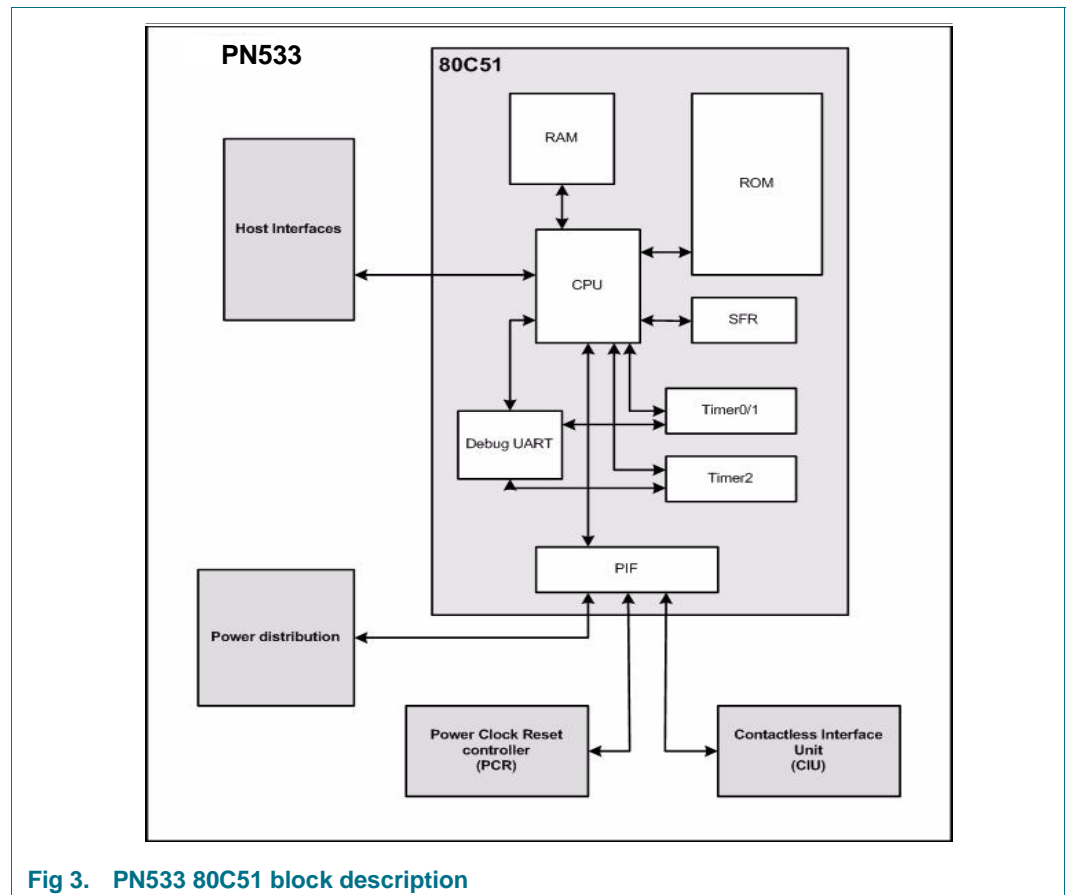 PN533
80C51
RAM
ROM
Host Interfaces
CPU
SFR
Timer0/1
Debug UART
Timer2
PIF
Power distribution
Power Clock Reset
controller
(PCR)
Contactless Interface
Unit
(CIU)
Fig 3. PN533 80C51 block description